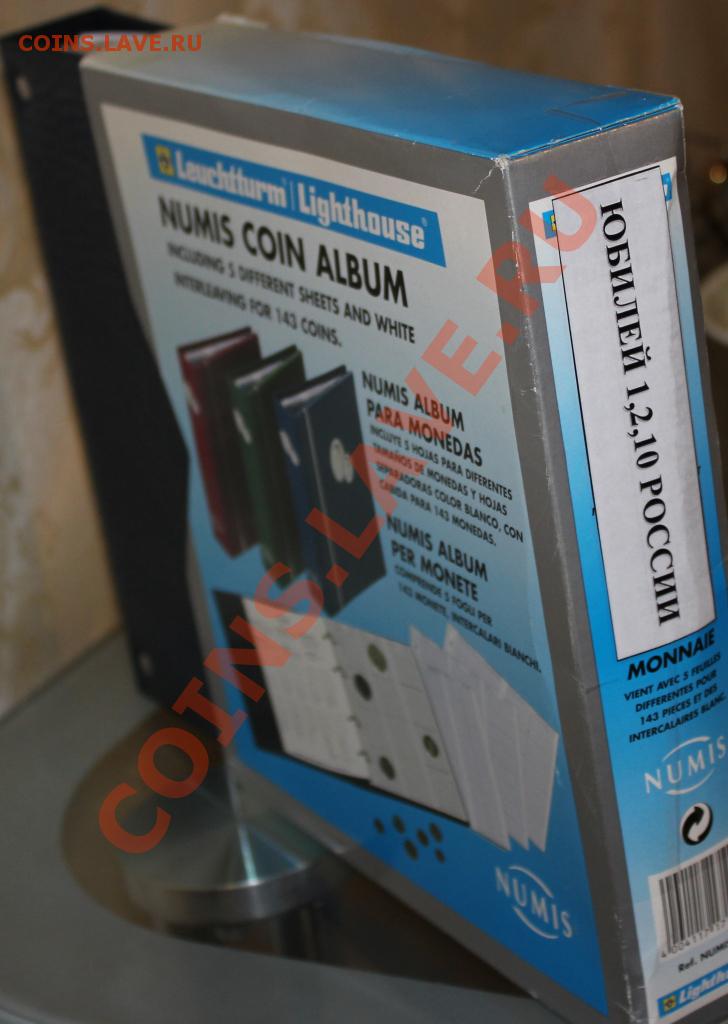 COINS.LAVE.RU
Leuchtturm | Lighthouse®
NUMIS COIN ALBUM
INCLUDING 5 DIFFERENT SHEETS AND WHITE
INTERLEAVING FOR 143 COINS.
NUMIS ALBUM
PARA MONEDAS
INCLUYE 5 HOJAS PARA DIFERENTES
TAMAÑOS DE MONEDAS Y HOJAS
SEPARADORAS COLOR BLANCO, CON
CABIDA PARA 143 MONEDAS.
NUMIS ALBUM
PER MONETE
COMPRENDE 5 FOGLI PER
143 MONETE, INTERCALARI BIANCHI.
NUMIS
COINS.LAVE.RU
ЮБИЛЕЙ 1,2,10 РОССИИ
MONNAIE
VIENT AVEC 5 FEUILLES
DIFFERENTES POUR
143 PIECES ET DES
INTERCALAIRES BLANC.
NUMIS
Ref. NUMIS